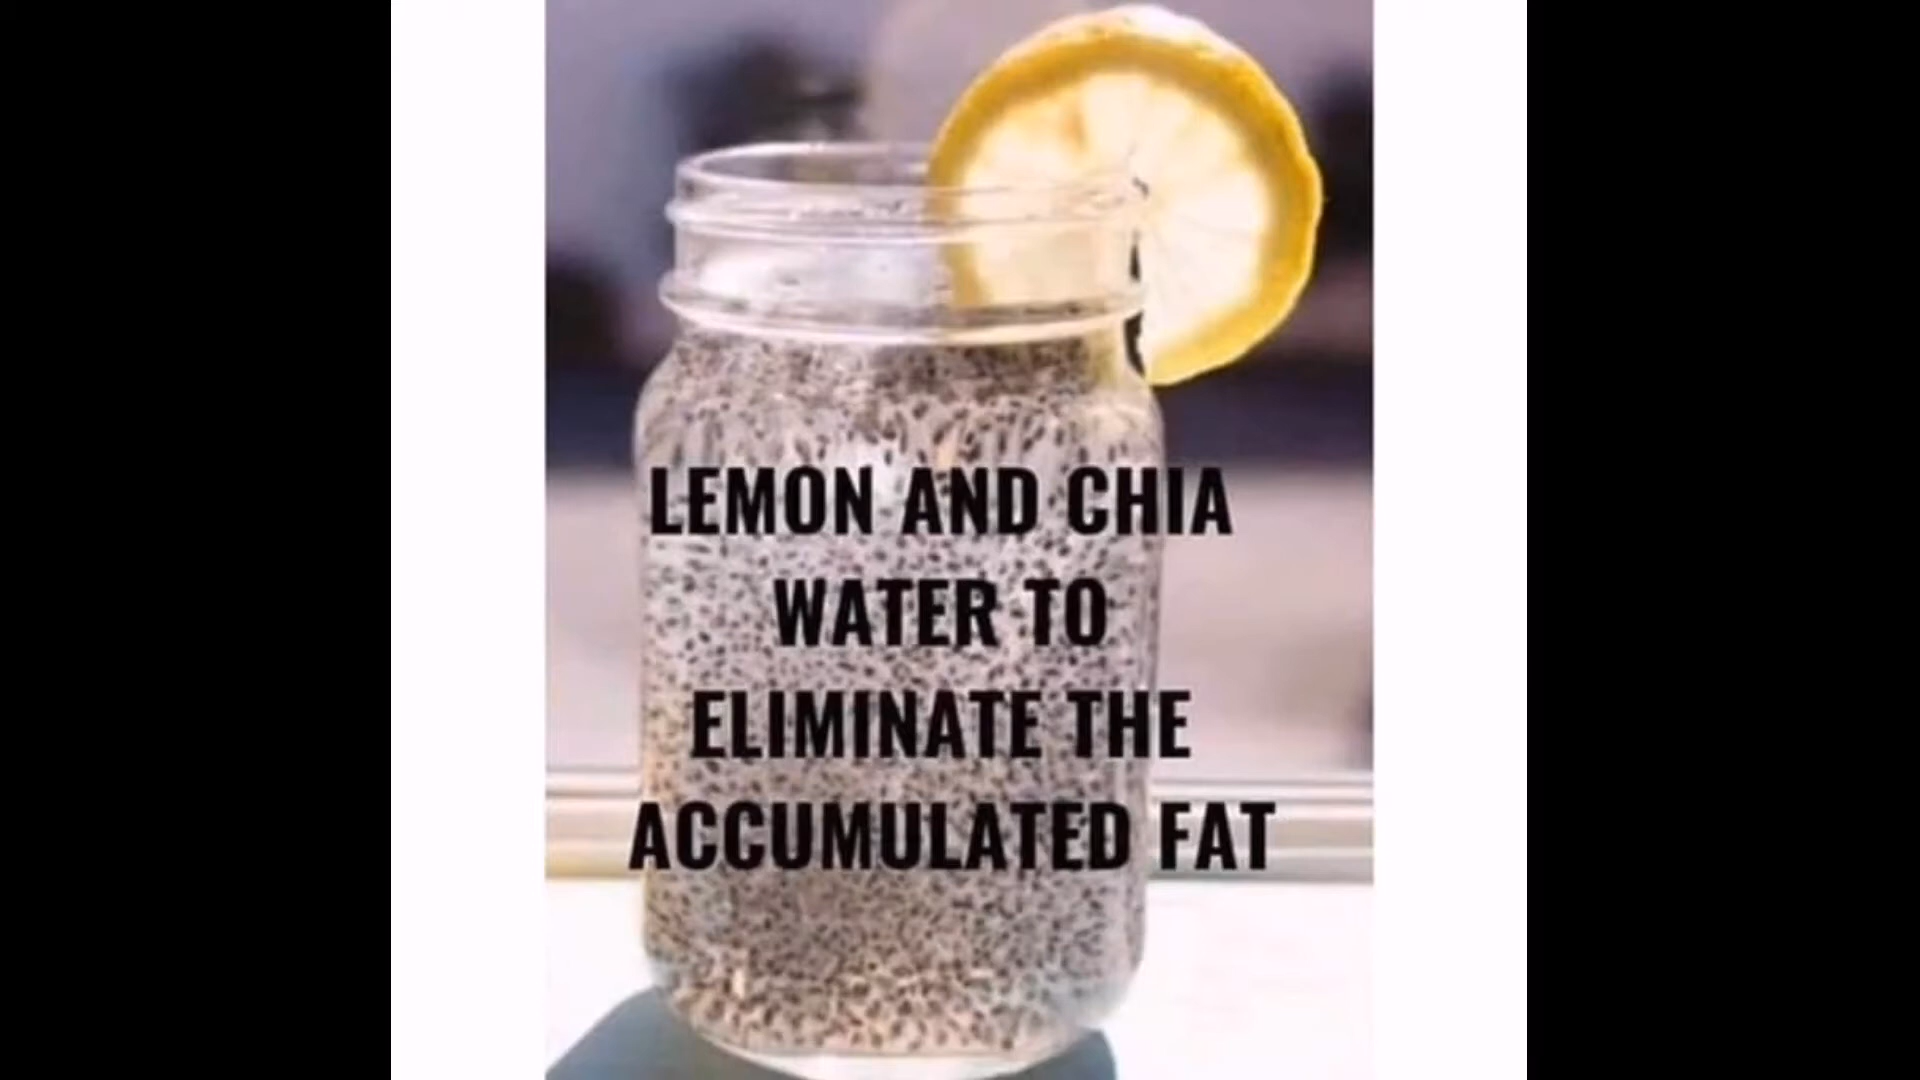 LEMON AND CHIA
WATER TO
ELIMINATE THE
ACCUMULATED FAT